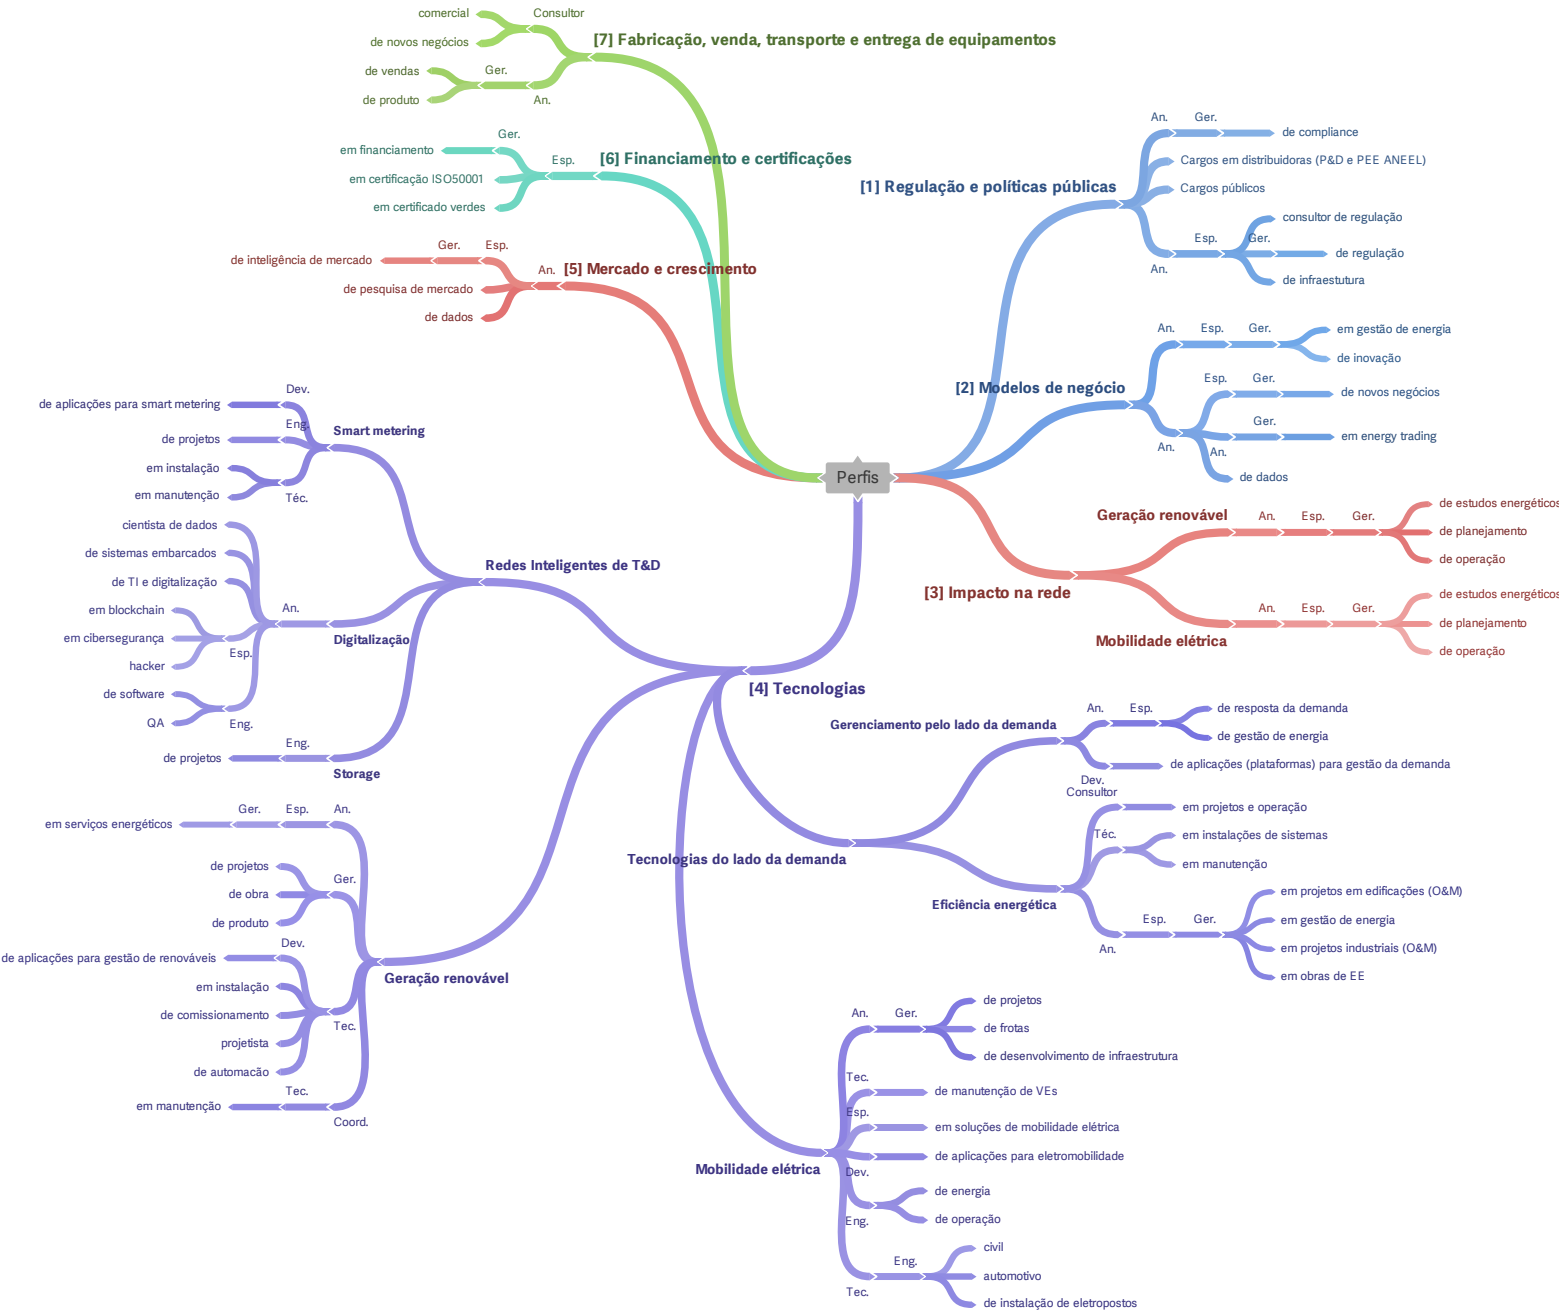 Perfis
[1] Regulação e políticas públicas
An.
Ger.
de compliance
Cargos em distribuidoras (P&D e PEE ANEEL)
Cargos públicos
An.
Esp.
consultor de regulação
Ger.
de regulação
de infraestutura
[2] Modelos de negócio
An.
Esp.
Ger.
em gestão de energia
de inovação
An.
Esp.
Ger.
de novos negócios
Ger.
em energy trading
An.
de dados
[3] Impacto na rede
Geração renovável
An.
Esp.
Ger.
de estudos energéticos
de planejamento
de operação
Mobilidade elétrica
An.
Esp.
Ger.
de estudos energéticos
de planejamento
de operação
[4] Tecnologias
Gerenciamento pelo lado da demanda
An.
Esp.
de resposta da demanda
de gestão de energia
Dev.
de aplicações (plataformas) para gestão da demanda
Tecnologias do lado da demanda
Eficiência energética
Consultor
em projetos e operação
Téc.
em instalações de sistemas
em manutenção
An.
Esp.
Ger.
em projetos em edificações (O&M)
em gestão de energia
em projetos industriais (O&M)
em obras de EE
Mobilidade elétrica
An.
Ger.
de projetos
de frotas
de desenvolvimento de infraestrutura
Tec.
de manutenção de VEs
Esp.
em soluções de mobilidade elétrica
Dev.
de aplicações para eletromobilidade
Eng.
de energia
de operação
Tec.
Eng.
civil
automotivo
de instalação de eletropostos
Geração renovável
An.
Esp.
Ger.
em serviços energéticos
Ger.
de projetos
de obra
de produto
Tec.
Dev.
de aplicações para gestão de renováveis
em instalação
de comissionamento
projetista
de automacão
Coord.
Tec.
em manutenção
Redes Inteligentes de T&D
Smart metering
Dev.
de aplicações para smart metering
Eng.
de projetos
Téc.
em instalação
em manutenção
Digitalização
An.
cientista de dados
de sistemas embarcados
de TI e digitalização
Esp.
em blockchain
em cibersegurança
hacker
Eng.
de software
QA
Storage
Eng.
de projetos
[5] Mercado e crescimento
An.
Esp.
Ger.
de inteligência de mercado
de pesquisa de mercado
de dados
[6] Financiamento e certificações
Esp.
Ger.
em financiamento
em certificação ISO50001
em certificado verdes
[7] Fabricação, venda, transporte e entrega de equipamentos
Consultor
comercial
de novos negócios
An.
Ger.
de vendas
de produto